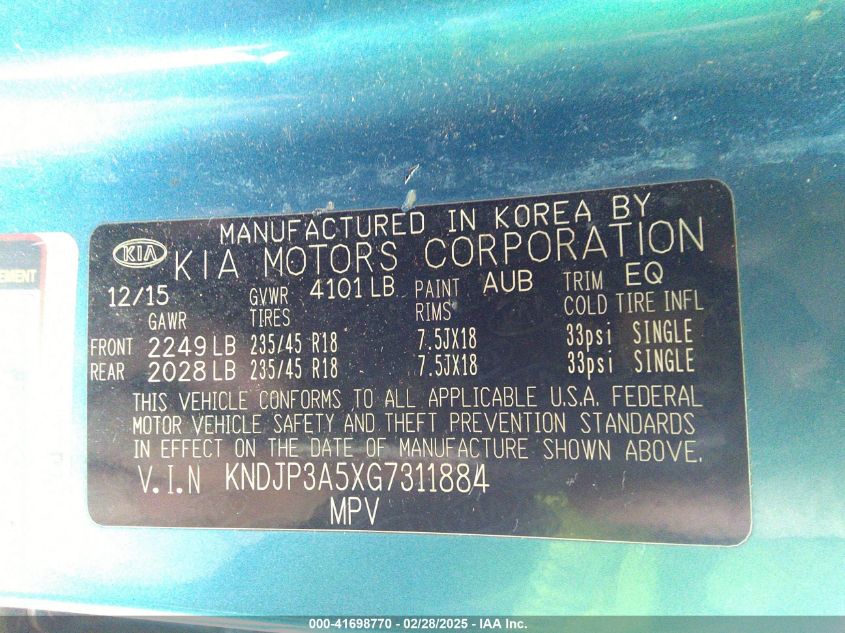 MANUFACTURED IN KOREA BY
KIA KIA MOTORS CORPORATION
12/15 GVWR 4101 LB PAINT AUB TRIM EQ
GAWR TIRES RIMS COLD TIRE INFL
FRONT 2249 LB 235/45 R18 7.5JX18 33psi SINGLE
REAR 2028 LB 235/45 R18 7.5JX18 33psi SINGLE
THIS VEHICLE CONFORMS TO ALL APPLICABLE U.S.A. FEDERAL
MOTOR VEHICLE SAFETY AND THEFT PREVENTION STANDARDS
IN EFFECT ON THE DATE OF MANUFACTURE SHOWN ABOVE.
V.I.N KNDJP3A5XG7311884
MPV
000-41698770 - 02/28/2025 - IAA Inc.